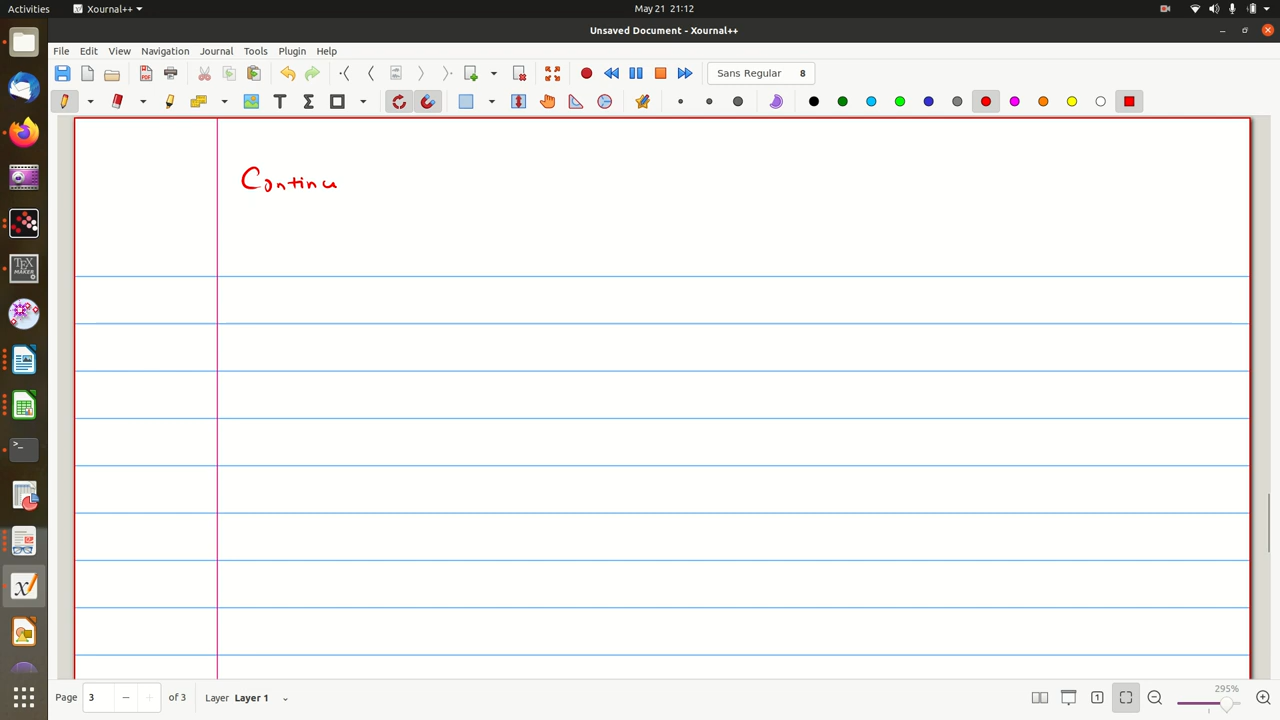 Activities Xournal++ May 21 21:12
Unsaved Document - Xournal++
File Edit View Navigation Journal Tools Plugin Help
Sans Regular 8
Continu
Page 3 of 3 Layer Layer 1 295%